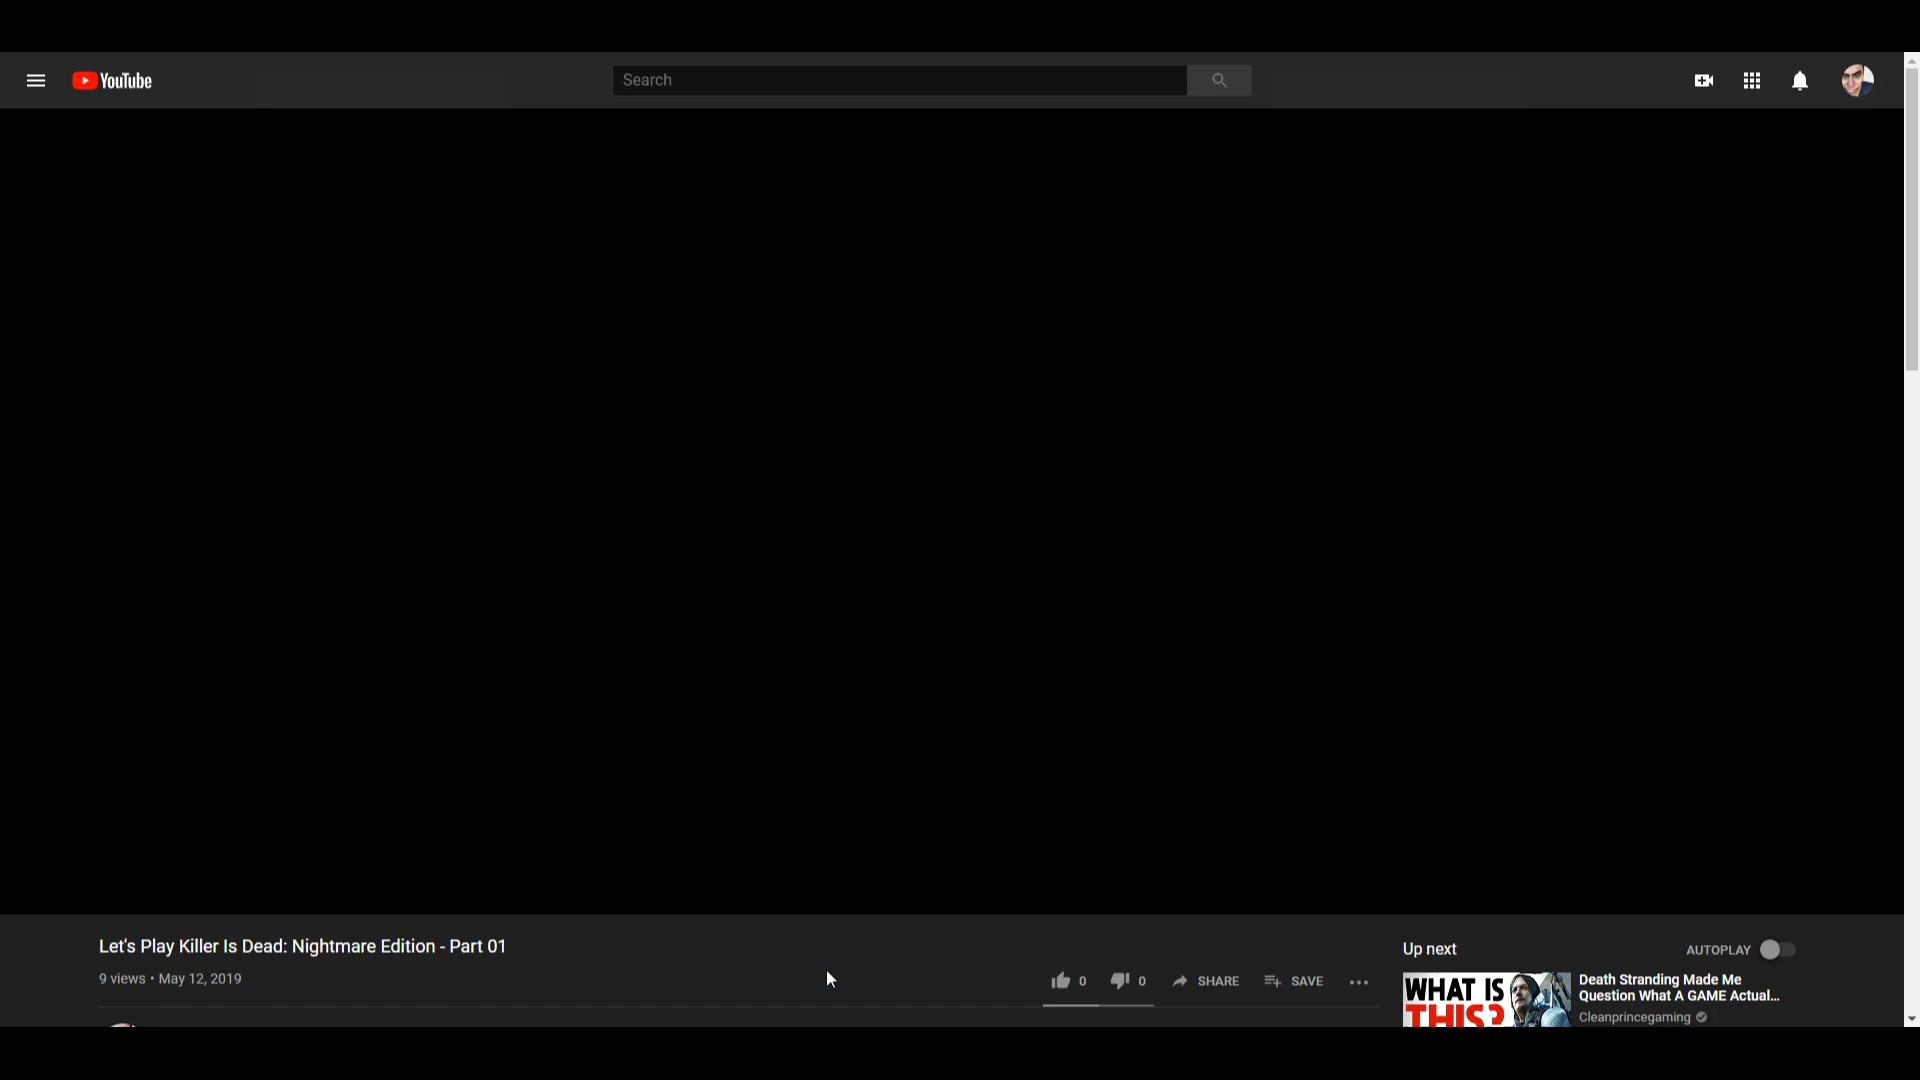 YouTube
Search
Let's Play Killer Is Dead: Nightmare Edition - Part 01
9 views • May 12, 2019
0
0
SHARE
SAVE
Up next
AUTOPLAY
WHAT IS
THIS?
Death Stranding Made Me
Question What A GAME Actual...
Cleanprincegaming